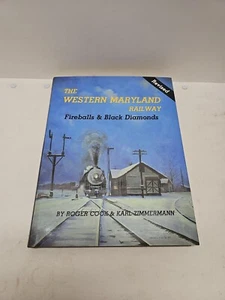 Revised
THE
WESTERN MARYLAND
RAILWAY
Fireballs & Black Diamonds
BY ROGER COOK & KARL ZIMMERMANN